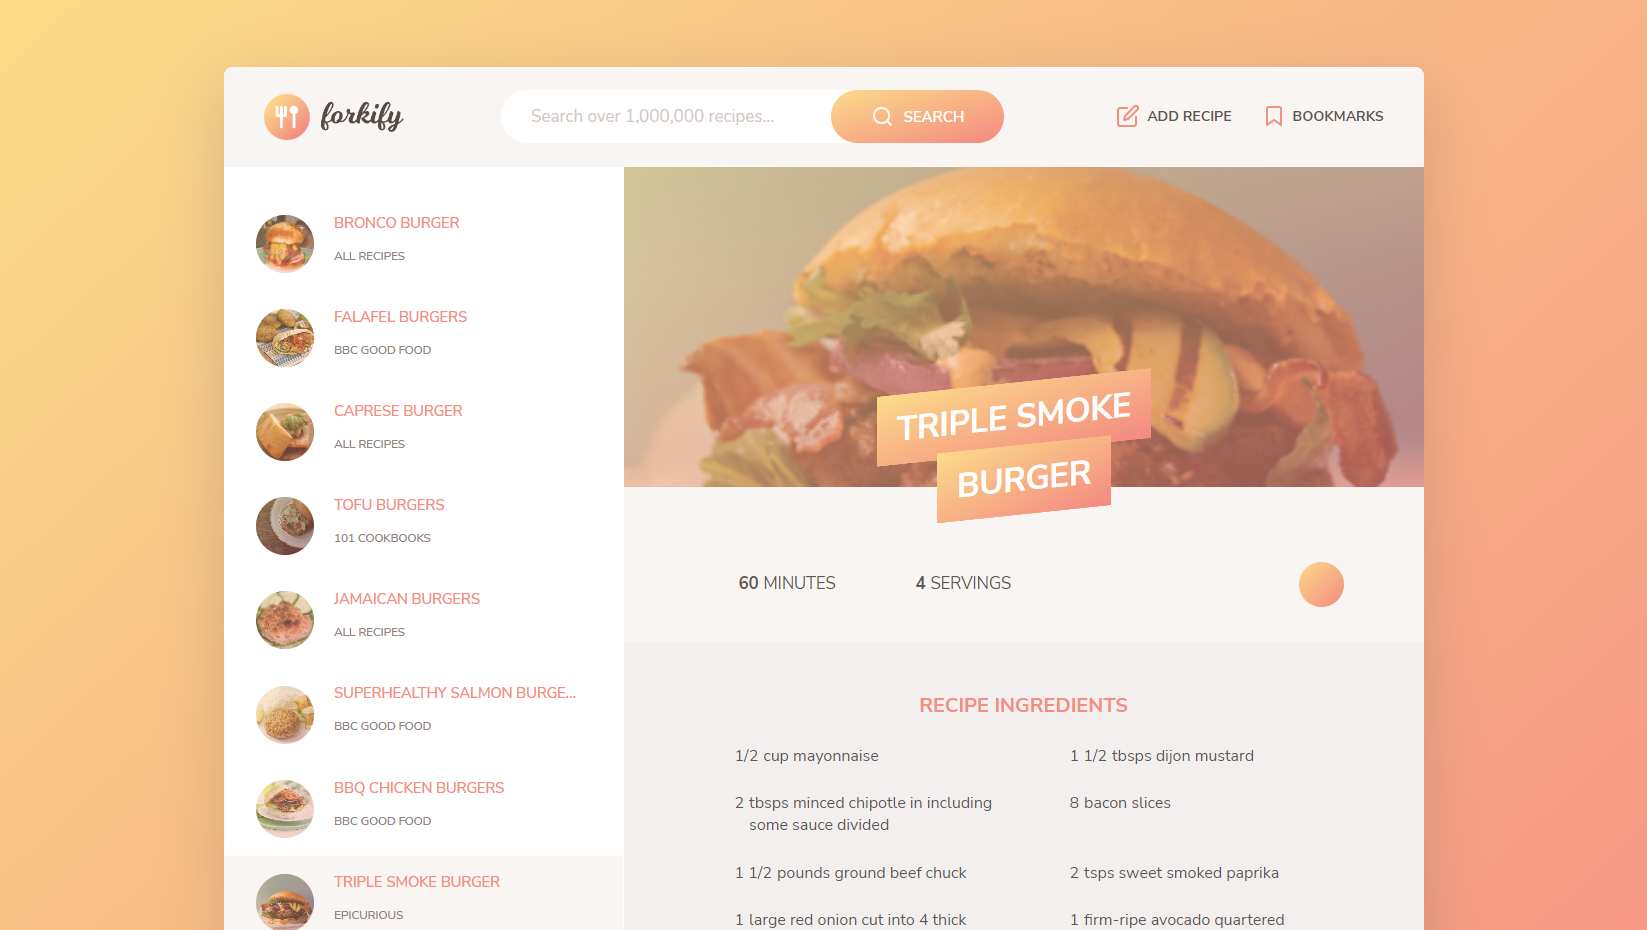 forkify
Search over 1,000,000 recipes...
SEARCH
ADD RECIPE
BOOKMARKS
BRONCO BURGER
ALL RECIPES
FALAFEL BURGERS
BBC GOOD FOOD
CAPRESE BURGER
ALL RECIPES
TOFU BURGERS
101 COOKBOOKS
JAMAICAN BURGERS
ALL RECIPES
SUPERHEALTHY SALMON BURGE...
BBC GOOD FOOD
BBQ CHICKEN BURGERS
BBC GOOD FOOD
TRIPLE SMOKE BURGER
EPICURIOUS
TRIPLE SMOKE
BURGER
60 MINUTES
4 SERVINGS
RECIPE INGREDIENTS
1/2 cup mayonnaise
1 1/2 tbsps dijon mustard
2 tbsps minced chipotle in including
some sauce divided
8 bacon slices
1 1/2 pounds ground beef chuck
2 tsps sweet smoked paprika
1 large red onion cut into 4 thick
1 firm-ripe avocado quartered